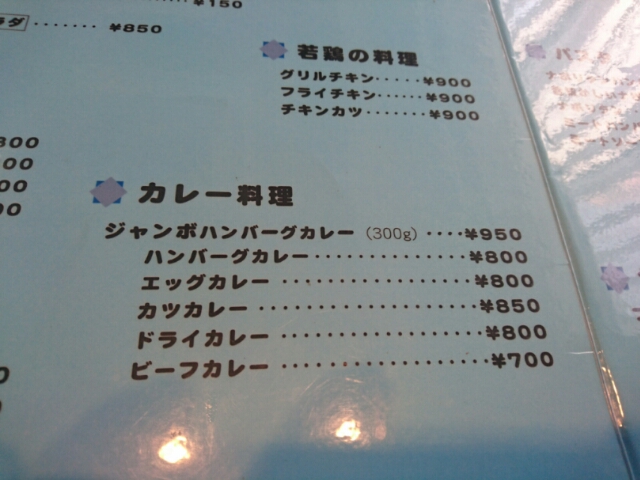 ¥150
ラダ ······· ¥850
若鶏の料理
グリルチキン ····· ¥900
フライチキン ····· ¥900
チキンカツ ······· ¥900
カレー料理
ジャンボハンバーグカレー (300g) ···· ¥950
ハンバーグカレー ··············· ¥800
エッグカレー ··················· ¥800
カツカレー ····················· ¥850
ドライカレー ··················· ¥800
ビーフカレー ··················· ¥700